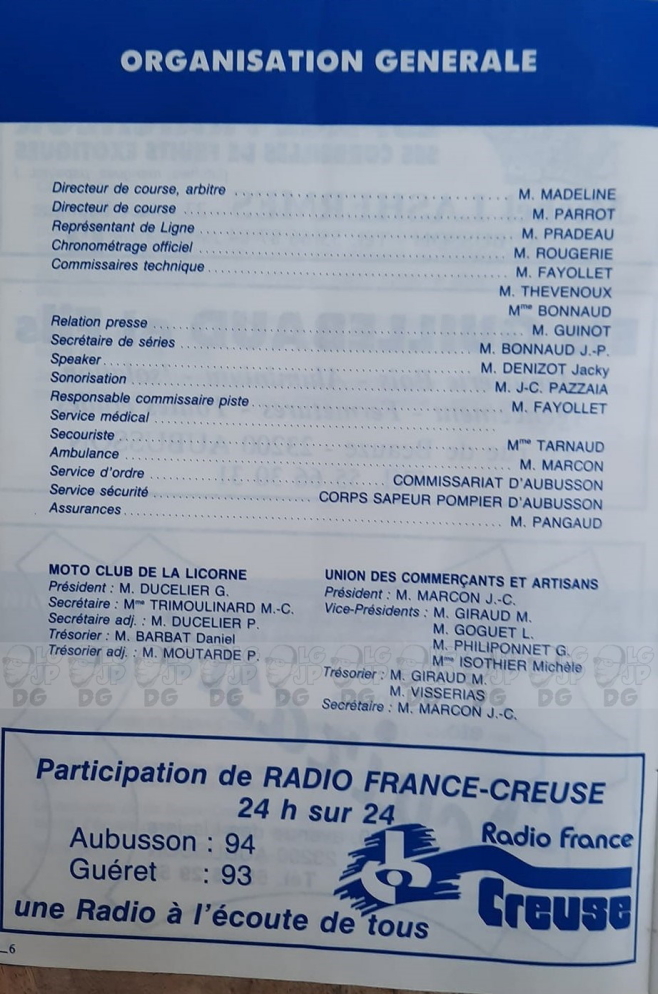 ORGANISATION GENERALE
Directeur de course, arbitre ........ M. MADELINE
Directeur de course ........ M. PARROT
Représentant de Ligne ........ M. PRADEAU
Chronométrage officiel ........ M. ROUGERIE
Commissaires technique ........ M. FAYOLLET
M. THEVENOUX
Mme BONNAUD
Relation presse ........ M. GUINOT
Secrétaire de séries ........ M. BONNAUD J.-P.
Speaker ........ M. DENIZOT Jacky
Sonorisation ........ M. J-C. PAZZAIA
Responsable commissaire piste ........ M. FAYOLLET
Service médical ........
Secouriste ........ Mme TARNAUD
Ambulance ........ M. MARCON
Service d'ordre ........ COMMISSARIAT D'AUBUSSON
Service sécurité ........ CORPS SAPEUR POMPIER D'AUBUSSON
Assurances ........ M. PANGAUD
MOTO CLUB DE LA LICORNE
Président : M. DUCELIER G.
Secrétaire : Mme TRIMOULINARD M.-C.
Secrétaire adj. : M. DUCELIER P.
Trésorier : M. BARBAT Daniel
Trésorier adj. : M. MOUTARDE P.
UNION DES COMMERÇANTS ET ARTISANS
Président : M. MARCON J.-C.
Vice-Présidents : M. GIRAUD M.
M. GOGUET L.
M. PHILIPONNET G.
Mme ISOTHIER Michèle
Trésorier : M. GIRAUD M.
M. VISSERIAS
Secrétaire : M. MARCON J.-C.
Participation de RADIO FRANCE-CREUSE
24 h sur 24
Aubusson : 94
Guéret : 93
une Radio à l'écoute de tous
Radio France
Creuse
6